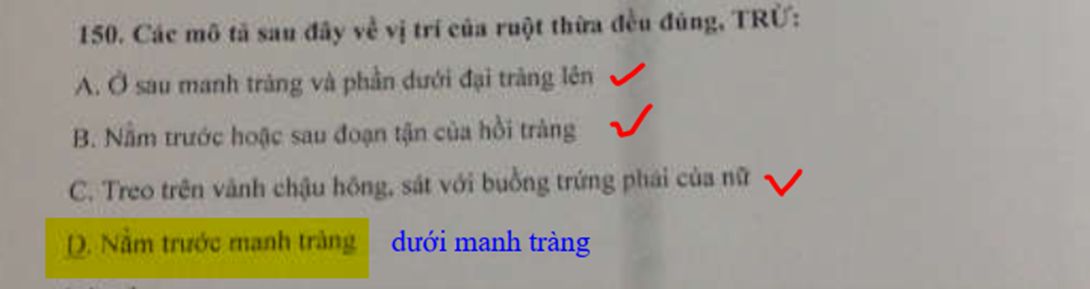 150. Các mô tả sau đây về vị trí của ruột thừa đều đúng, TRỪ:
A. Ở sau manh tràng và phần dưới đại tràng lên
B. Nằm trước hoặc sau đoạn tận của hồi tràng
C. Treo trên vành chậu hông, sát với buồng trứng phải của nữ
D. Nằm trước manh tràng dưới manh tràng